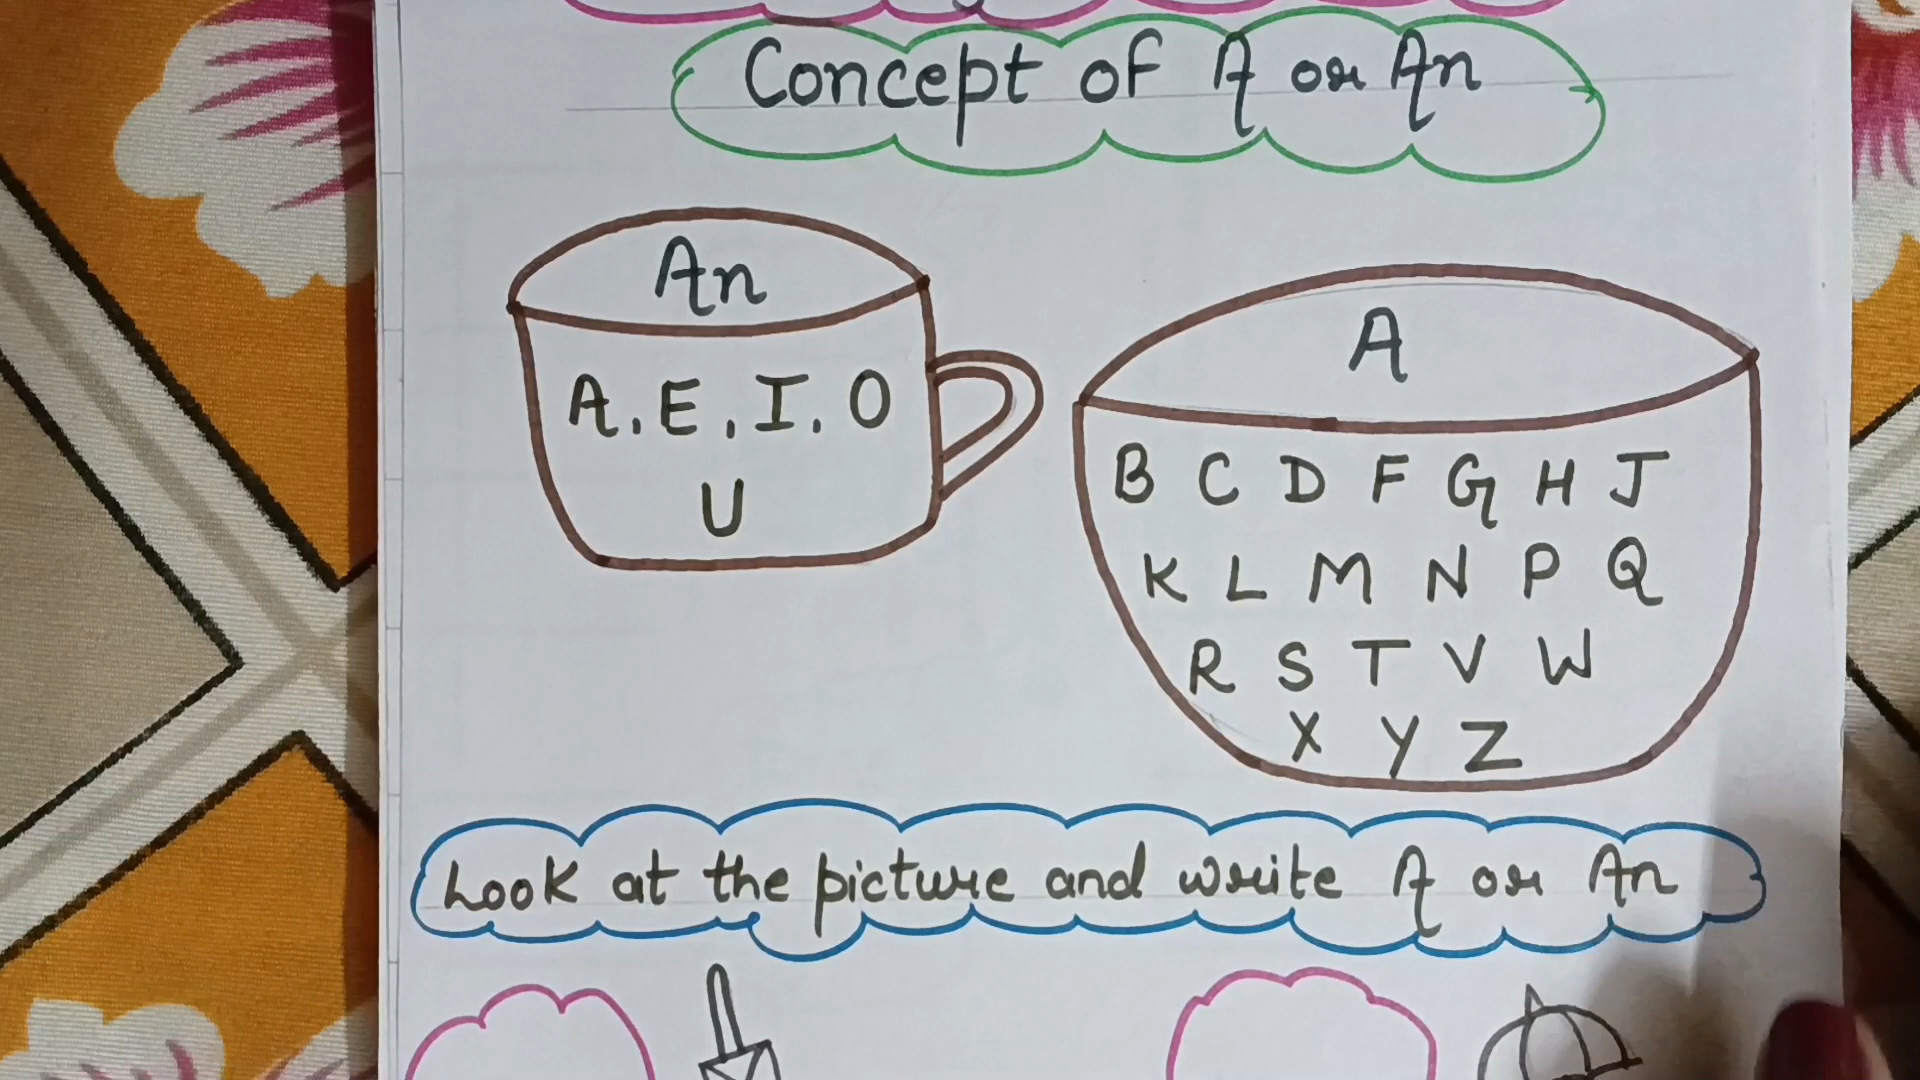 Concept of A or An
An
A, E, I, O
U
A
B C D F G H J
K L M N P Q
R S T V W
X Y Z
Look at the picture and write A or An